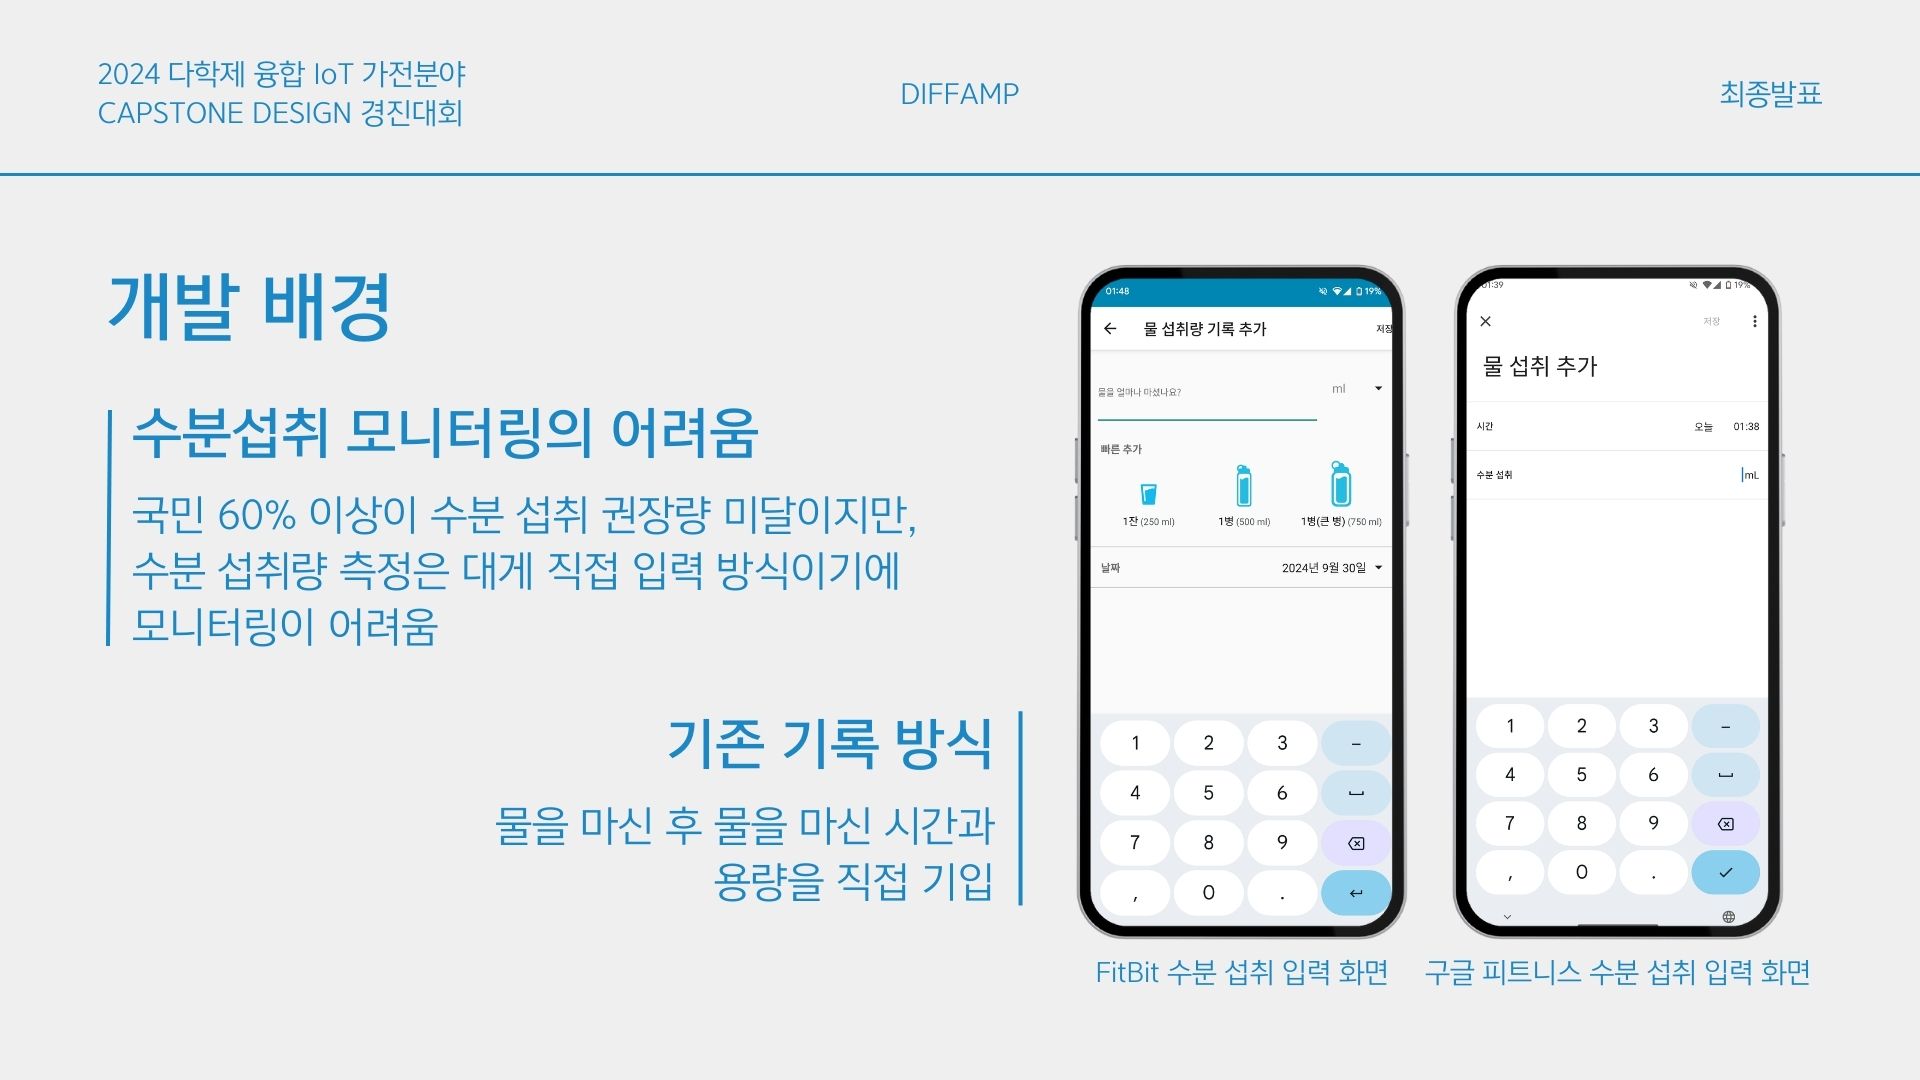 2024 다학제 융합 IoT 가전분야
CAPSTONE DESIGN 경진대회
DIFFAMP
최종발표
개발 배경
수분섭취 모니터링의 어려움
국민 60% 이상이 수분 섭취 권장량 미달이지만,
수분 섭취량 측정은 대게 직접 입력 방식이기에
모니터링이 어려움
기존 기록 방식
물을 마신 후 물을 마신 시간과
용량을 직접 기입
01:48
19%
물 섭취량 기록 추가
저장
물을 얼마나 마셨나요?
ml
빠른 추가
1잔 (250 ml)
1병 (500 ml)
1병(큰 병) (750 ml)
날짜
2024년 9월 30일
1 2 3 –
4 5 6
7 8 9
, 0 .
FitBit 수분 섭취 입력 화면
01:39
19%
저장
물 섭취 추가
시간
오늘
01:38
수분 섭취
mL
1 2 3 –
4 5 6
7 8 9
, 0 .
구글 피트니스 수분 섭취 입력 화면